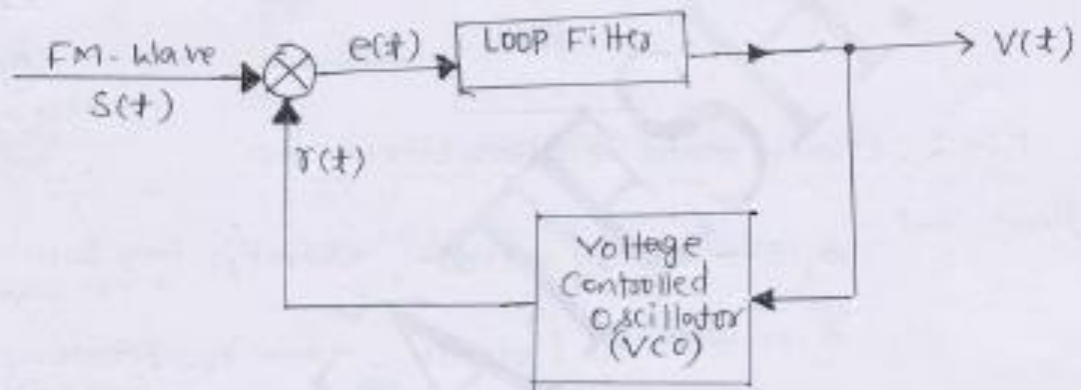 FM-Wave
S(t)
e(t)
LOOP Filter
V(t)
r(t)
Voltage
Controlled
Oscillator
(VCO)